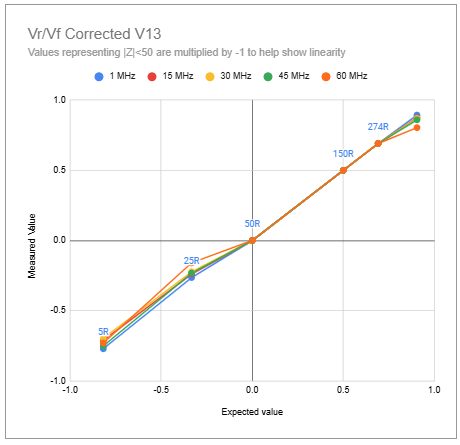 Vr/Vf Corrected V13
Values representing |Z|<50 are multiplied by -1 to help show linearity
1 MHz 15 MHz 30 MHz 45 MHz 60 MHz
1.0
274R
150R
0.5
50R
0.0
25R
-0.5
5R
-1.0
-1.0 -0.5 0.0 0.5 1.0
Measured Value
Expected value